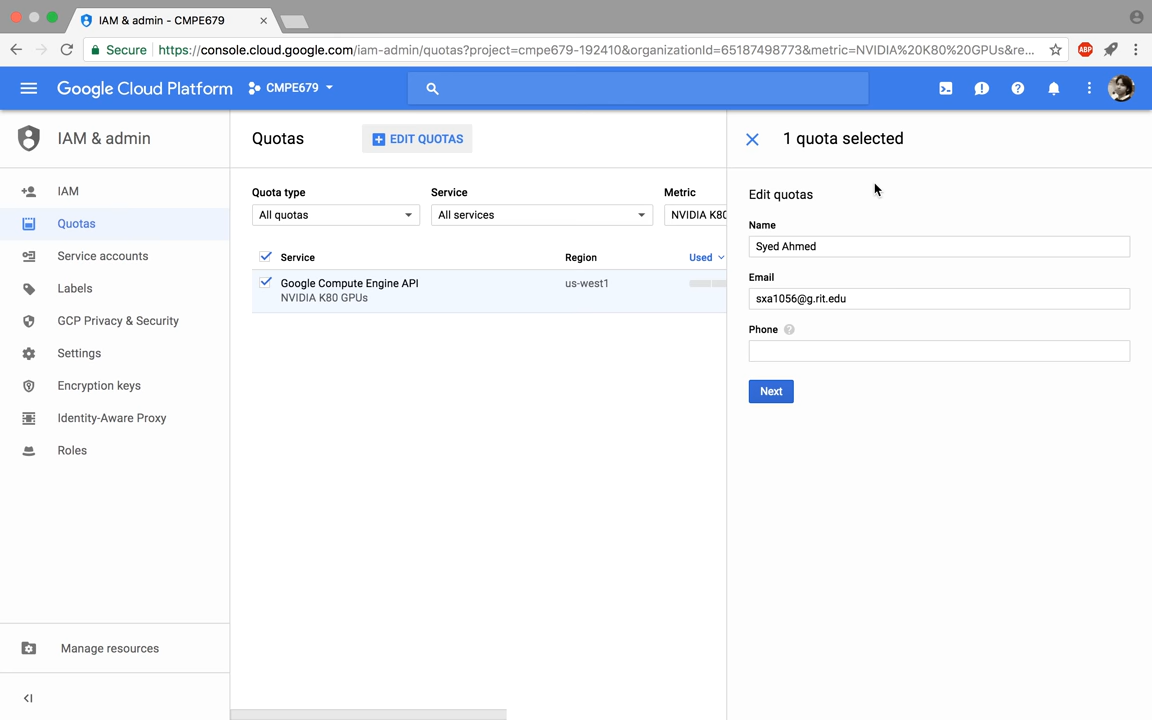 IAM & admin - CMPE679
Secure https://console.cloud.google.com/iam-admin/quotas?project=cmpe679-192410&organizationId=65187498773&metric=NVIDIA%20K80%20GPUs&re...
ABP
Google Cloud Platform CMPE679
IAM & admin
IAM
Quotas
Service accounts
Labels
GCP Privacy & Security
Settings
Encryption keys
Identity-Aware Proxy
Roles
Manage resources
Quotas EDIT QUOTAS
Quota type Service Metric
All quotas All services NVIDIA K80
Service Region Used
Google Compute Engine API us-west1
NVIDIA K80 GPUs
1 quota selected
Edit quotas
Name
Syed Ahmed
Email
sxa1056@g.rit.edu
Phone
Next